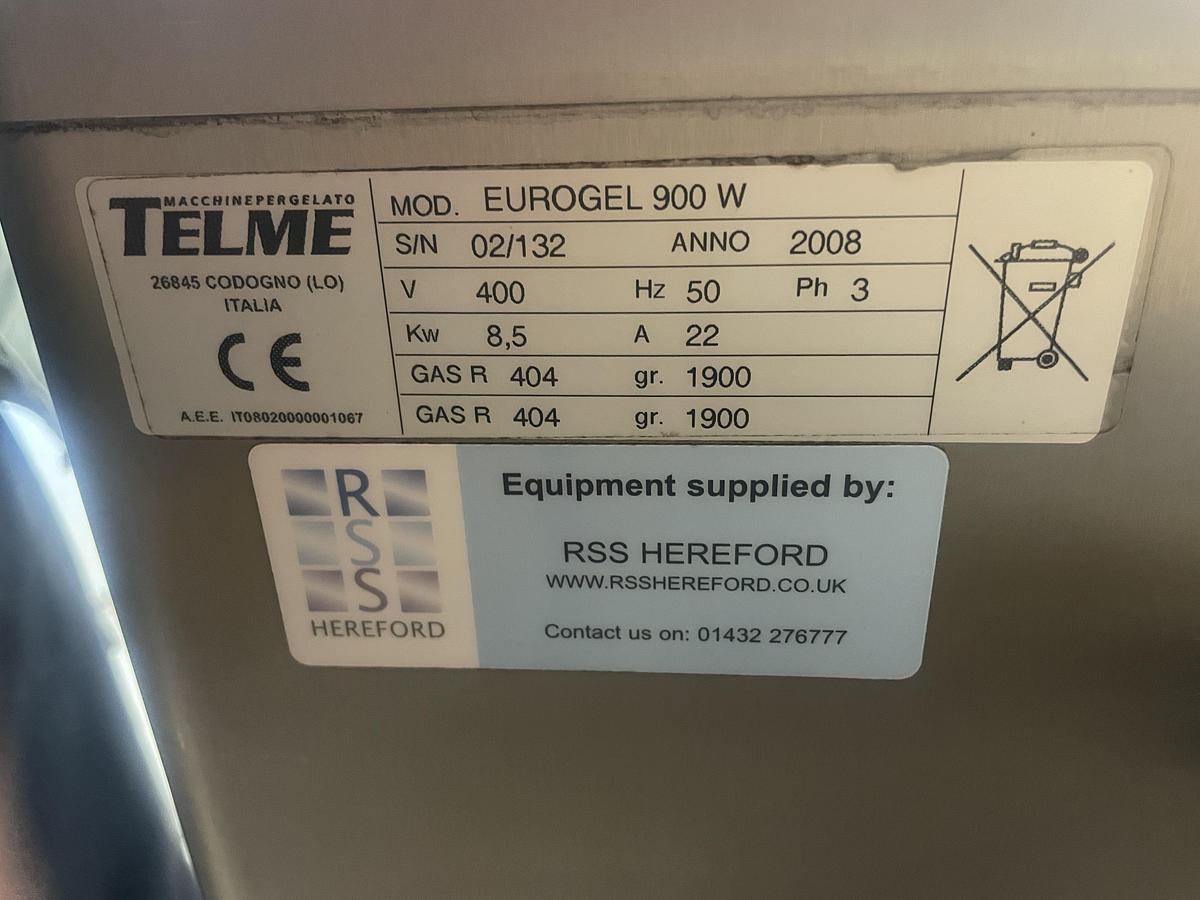 MACCHINEPERGELATO
TELME
26845 CODOGNO (LO)
ITALIA
CE
A.E.E. IT08020000001067
MOD. EUROGEL 900 W
S/N 02/132 ANNO 2008
V 400 Hz 50 Ph 3
Kw 8,5 A 22
GAS R 404 gr. 1900
GAS R 404 gr. 1900
R
S
S
HEREFORD
Equipment supplied by:
RSS HEREFORD
WWW.RSSHEREFORD.CO.UK
Contact us on: 01432 276777